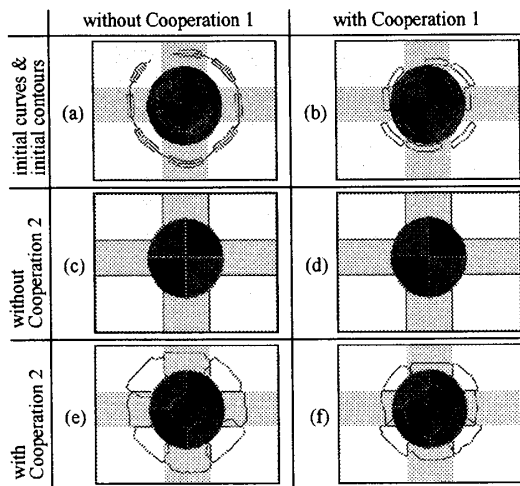 without Cooperation 1
with Cooperation 1
initial curves &
initial contours
(a)
(b)
without
Cooperation 2
(c)
(d)
with
Cooperation 2
(e)
(f)